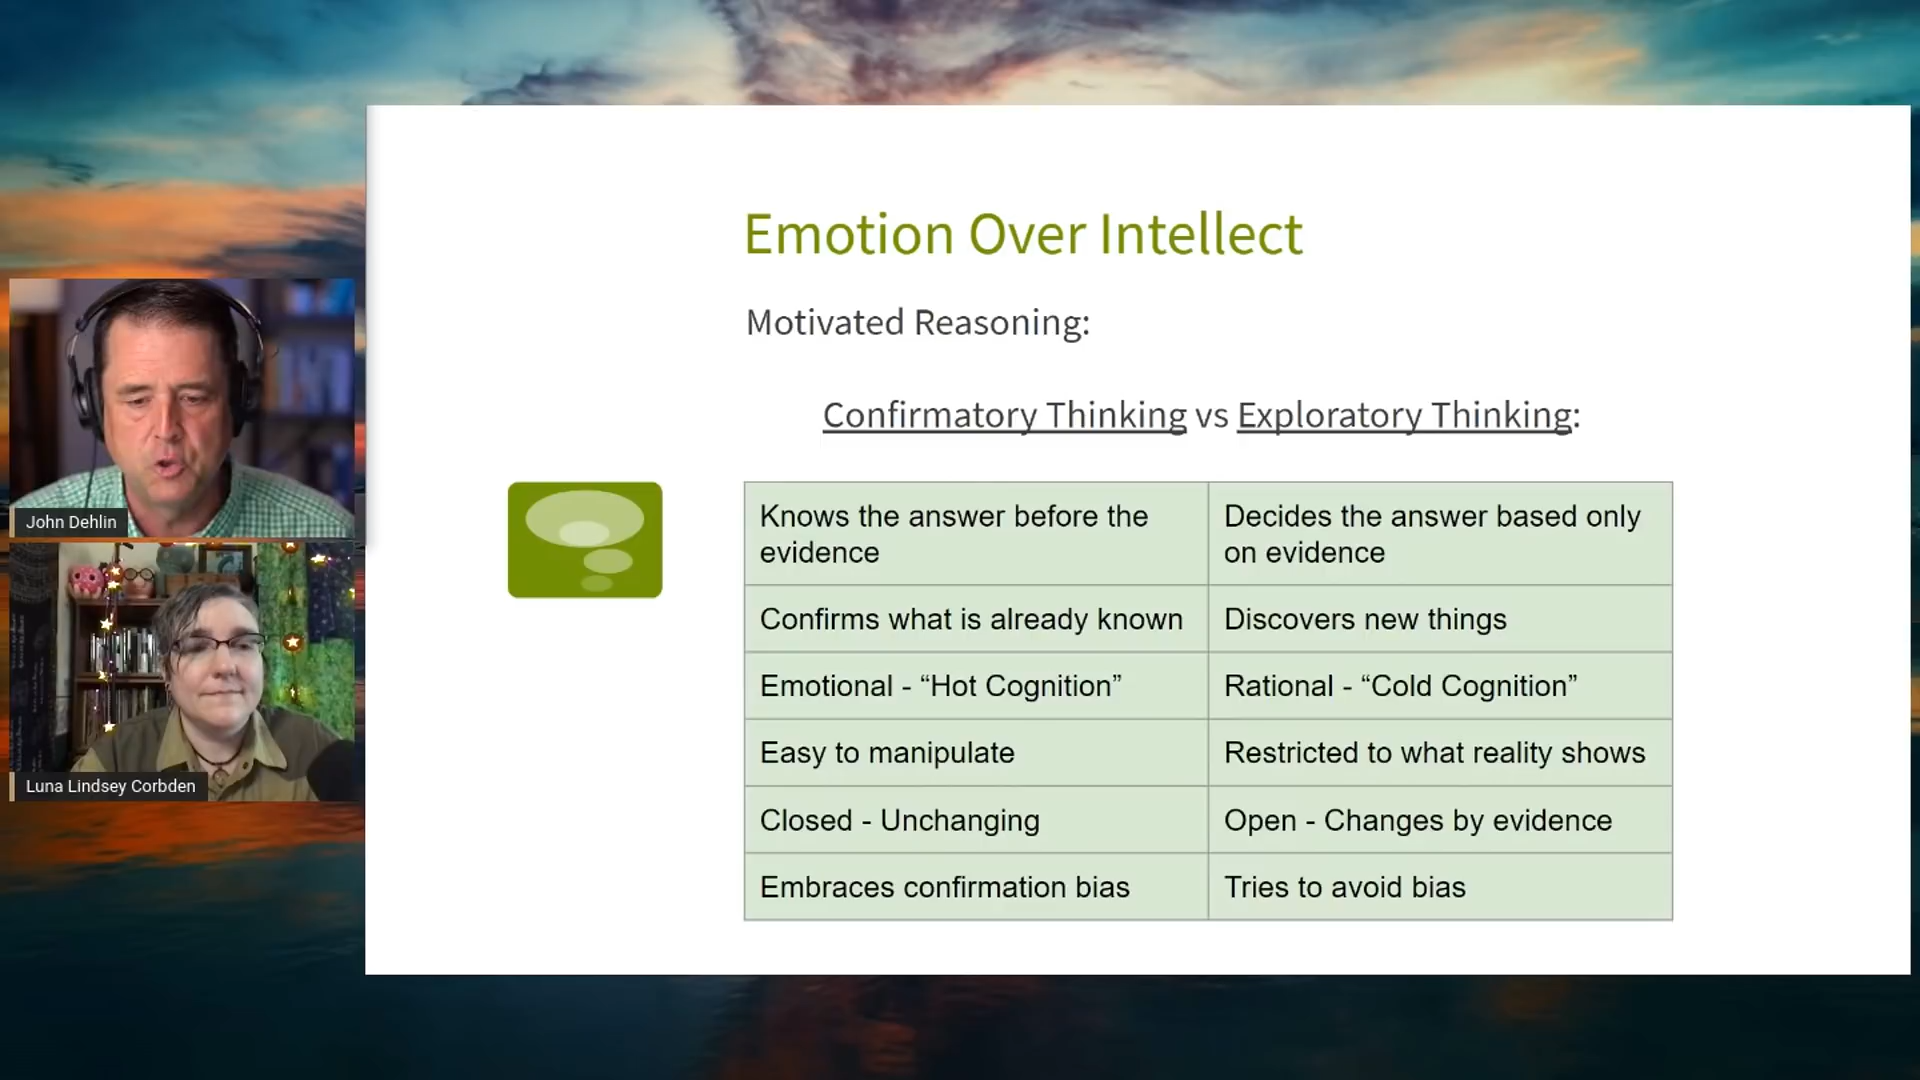 Emotion Over Intellect
Motivated Reasoning:
Confirmatory Thinking vs Exploratory Thinking:
Knows the answer before the
evidence
Decides the answer based only
on evidence
Confirms what is already known
Discovers new things
Emotional - “Hot Cognition”
Rational - “Cold Cognition”
Easy to manipulate
Restricted to what reality shows
Closed - Unchanging
Open - Changes by evidence
Embraces confirmation bias
Tries to avoid bias
John Dehlin
Luna Lindsey Corbden